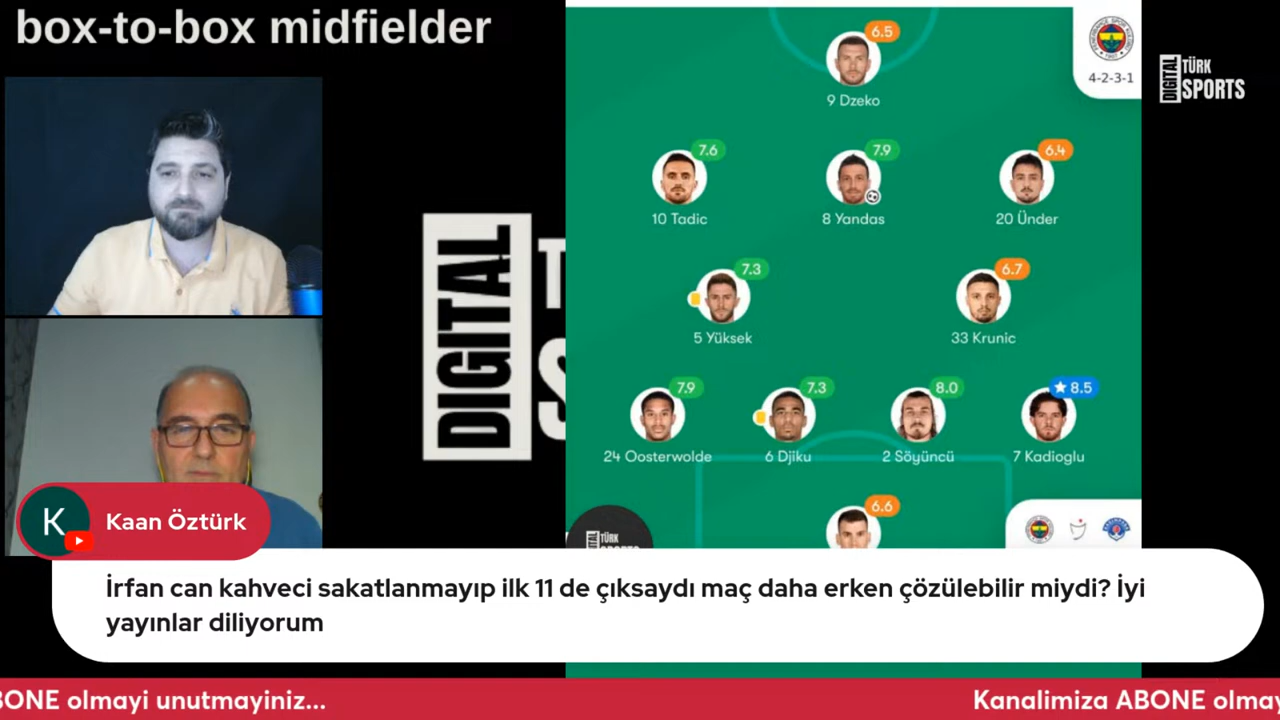 box-to-box midfielder
DIGITAL
TÜRK
SPORTS
4-2-3-1
6.5
9 Dzeko
7.6
7.9
6.4
10 Tadic
8 Yandas
20 Ünder
7.3
6.7
5 Yüksek
33 Krunic
7.9
7.3
8.0
8.5
24 Oosterwolde
6 Djiku
2 Söyüncü
7 Kadioglu
6.6
DIGITAL
TÜRK
K
Kaan Öztürk
İrfan can kahveci sakatlanmayıp ilk 11 de çıksaydı maç daha erken çözülebilir miydi? İyi
yayınlar diliyorum
BONE olmayi unutmayiniz...
Kanalimiza ABONE olmay